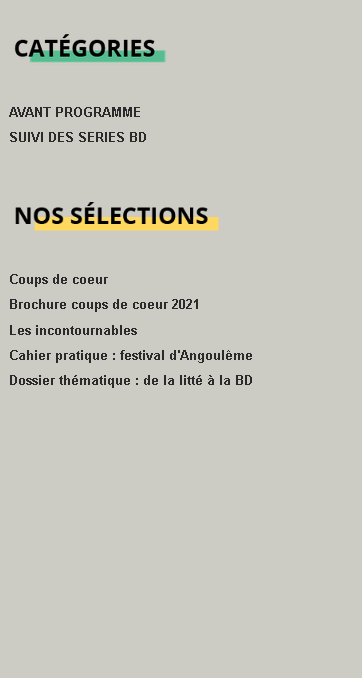 CATÉGORIES
AVANT PROGRAMME
SUIVI DES SERIES BD
NOS SÉLECTIONS
Coups de coeur
Brochure coups de coeur 2021
Les incontournables
Cahier pratique : festival d'Angoulême
Dossier thématique : de la litté à la BD